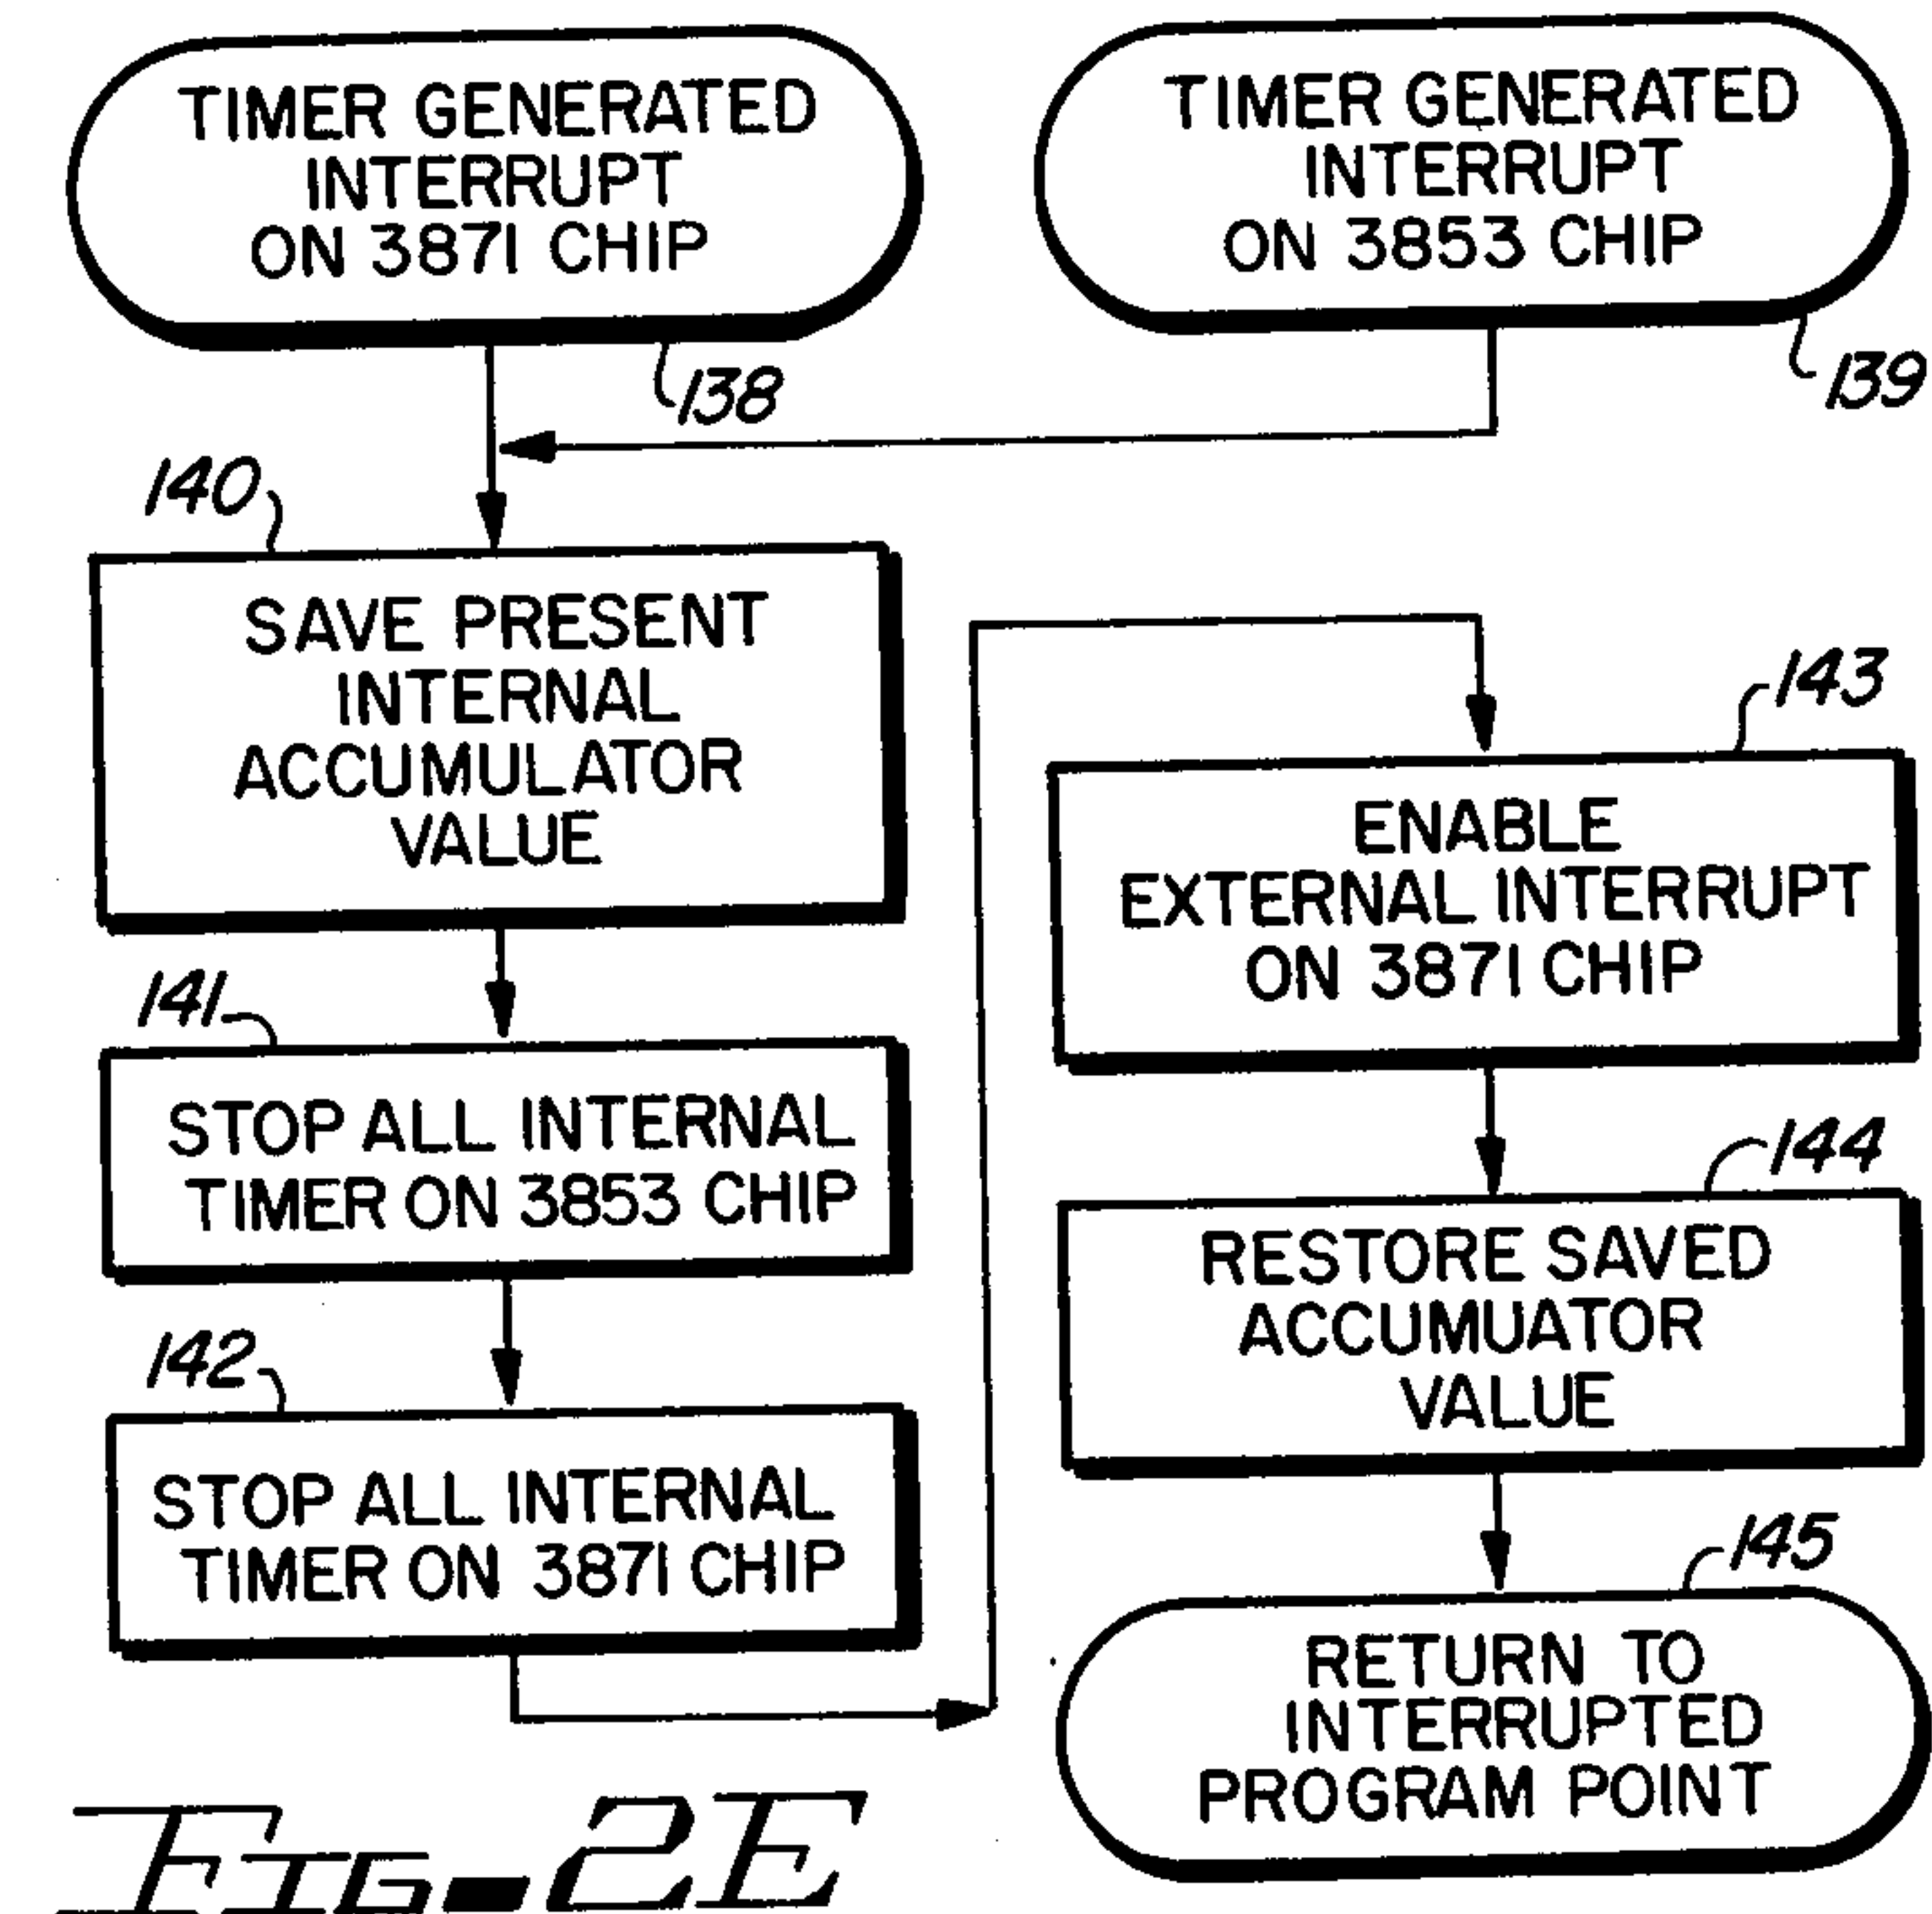 TIMER GENERATED
INTERRUPT
ON 3871 CHIP
138
TIMER GENERATED
INTERRUPT
ON 3853 CHIP
139
140
SAVE PRESENT
INTERNAL
ACCUMULATOR
VALUE
141
STOP ALL INTERNAL
TIMER ON 3853 CHIP
142
STOP ALL INTERNAL
TIMER ON 3871 CHIP
143
ENABLE
EXTERNAL INTERRUPT
ON 3871 CHIP
144
RESTORE SAVED
ACCUMUATOR
VALUE
145
RETURN TO
INTERRUPTED
PROGRAM POINT
FIG-2E